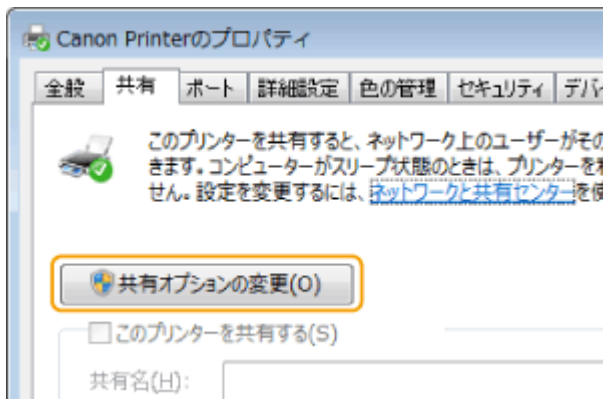 Canon Printerのプロパティ
全般 共有 ポート 詳細設定 色の管理 セキュリティ デバ
このプリンターを共有すると、ネットワーク上のユーザーがその
きます。コンピューターがスリープ状態のときは、プリンターを
せん。設定を変更するには、ネットワークと共有センターを
共有オプションの変更(O)
このプリンターを共有する(S)
共有名(H):